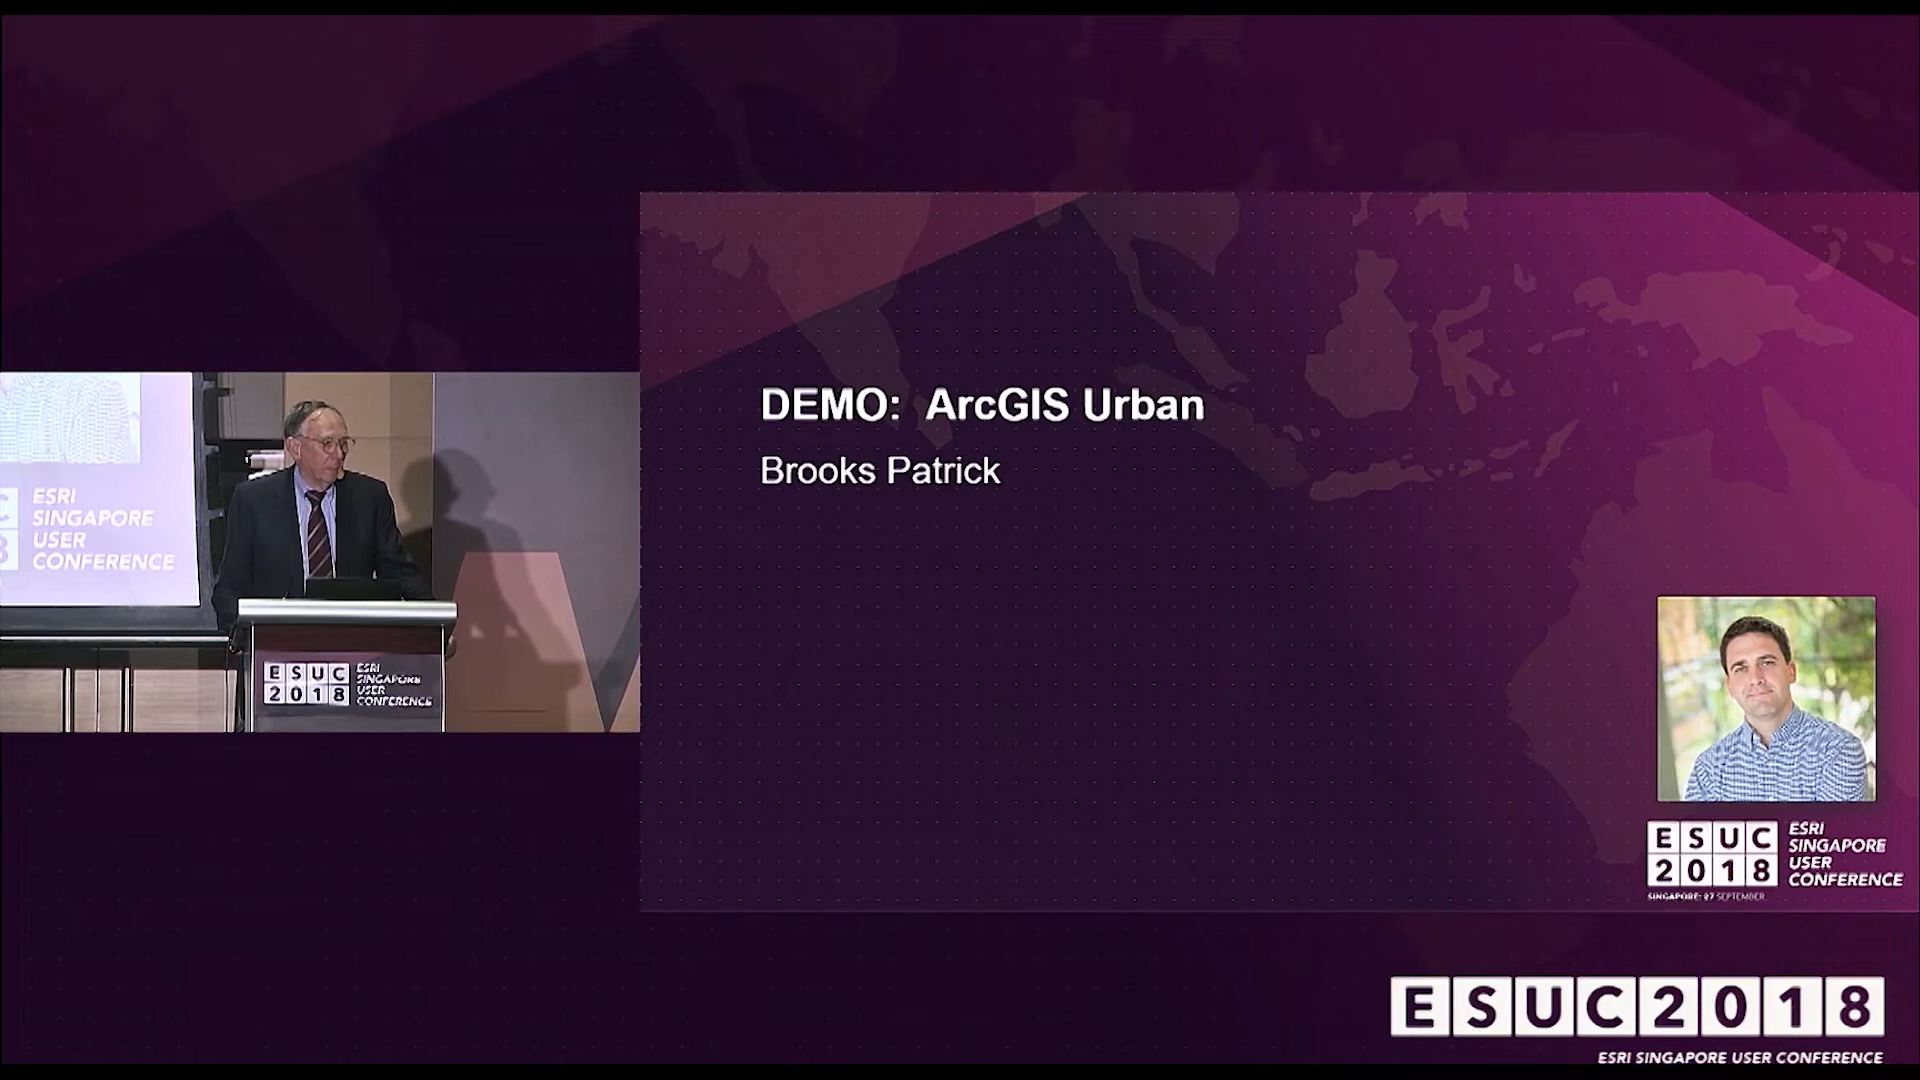 DEMO: ArcGIS Urban
Brooks Patrick
ESRI
SINGAPORE
USER
CONFERENCE
ESUC
2018
ESRI
SINGAPORE
USER
CONFERENCE
ESUC
2018
ESRI
SINGAPORE
USER
CONFERENCE
SINGAPORE: 27 SEPTEMBER
ESUC2018
ESRI SINGAPORE USER CONFERENCE